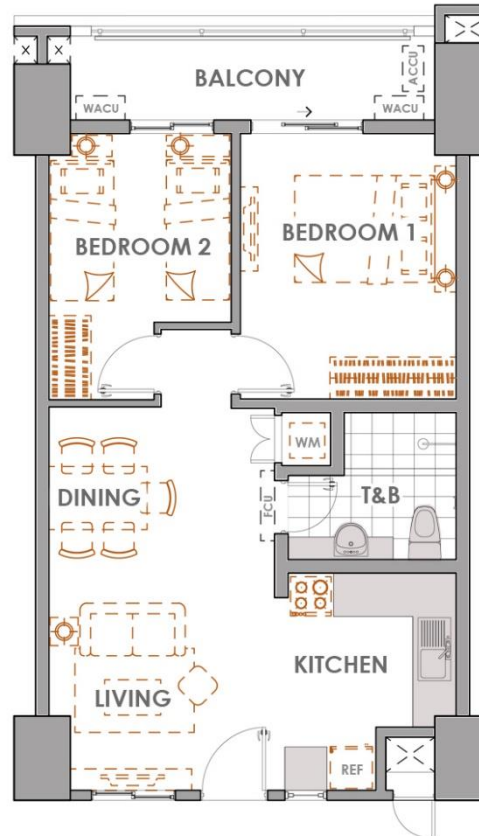 BALCONY
ACCU
WACU
WACU
BEDROOM 2
BEDROOM 1
WM
DINING
FCU
T&B
KITCHEN
LIVING
REF